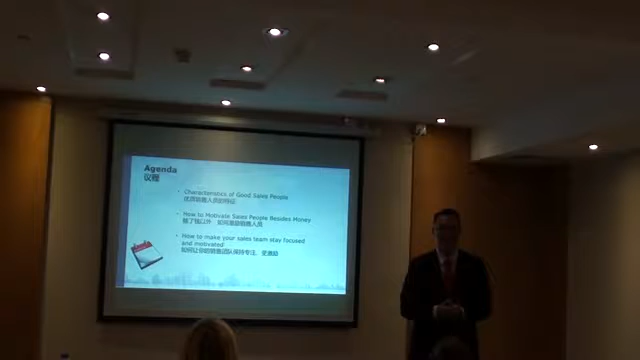 Agenda
议程
Characteristics of Good Sales People
优秀销售人员的特征
How to Motivate Sales People Besides Money
除了钱以外，如何激励销售人员
How to make your sales team stay focused
and motivated
如何让你的销售团队保持专注、受激励